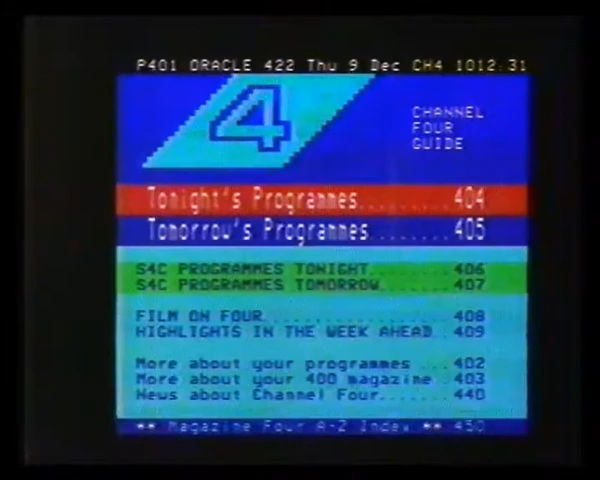 P401 ORACLE 422 Thu 9 Dec CH4 1012.31
4
CHANNEL
FOUR
GUIDE
Tonight's Programmes.........404
Tomorrow's Programmes........405
S4C PROGRAMMES TONIGHT........406
S4C PROGRAMMES TOMORROW.......407
FILM ON FOUR.................408
HIGHLIGHTS IN THE WEEK AHEAD..409
More about your programmes ...402
More about your 400 magazine..403
News about Channel Four.......440
** Magazine Four A-Z Index ** 450